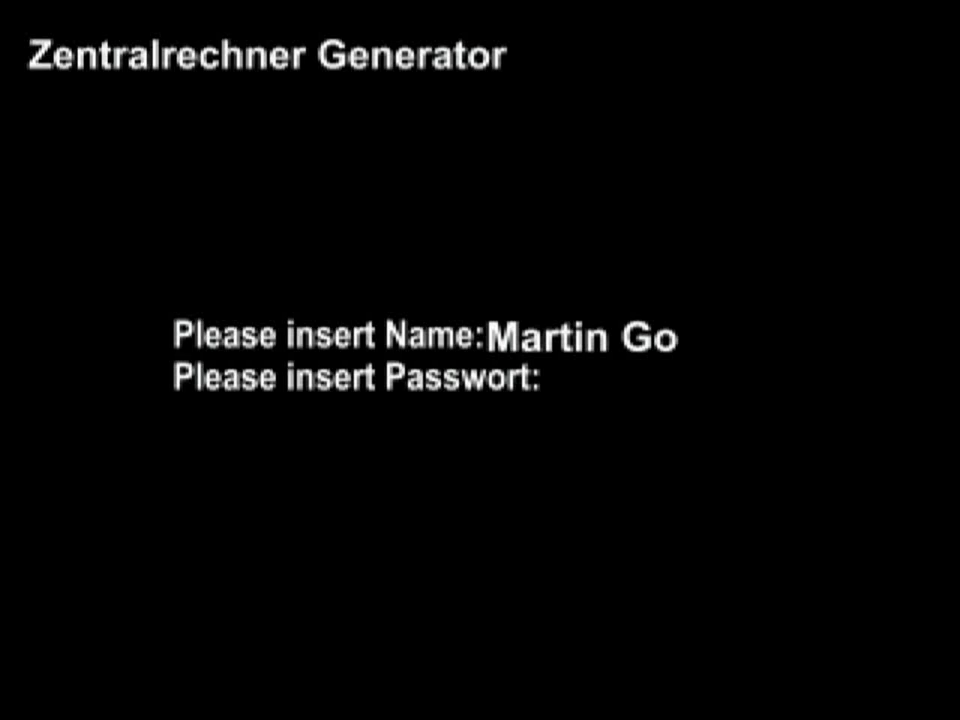 Zentralrechner Generator
Please insert Name:Martin Go
Please insert Passwort: